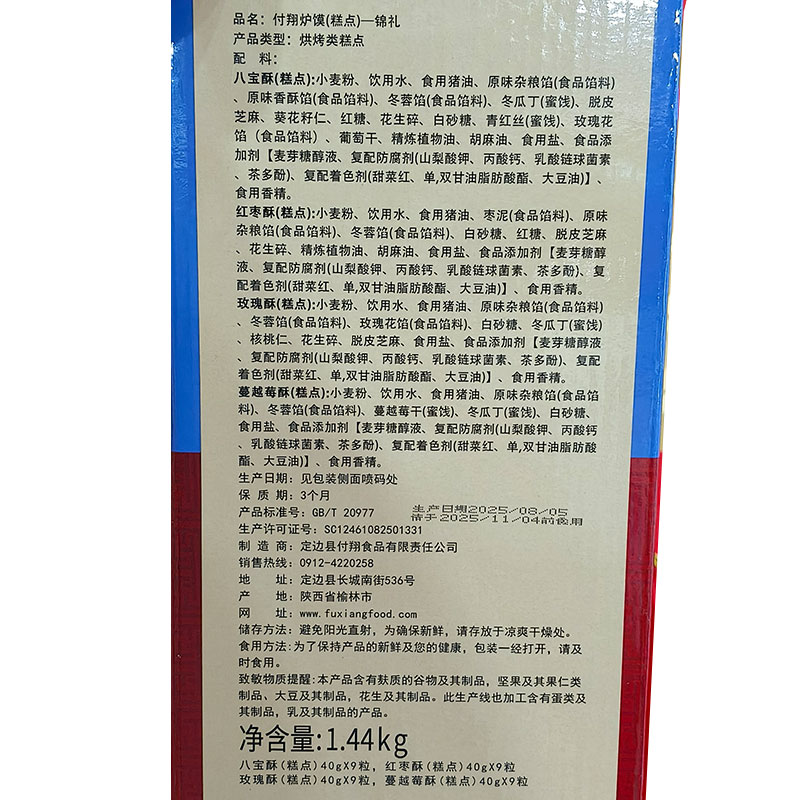 品名：付翔炉馍(糕点)—锦礼
产品类型：烘烤类糕点
配　料：
八宝酥(糕点):小麦粉、饮用水、食用猪油、原味杂粮馅(食品馅料)
、原味香酥馅(食品馅料)、冬蓉馅(食品馅料)、冬瓜丁(蜜饯)、脱皮
芝麻、葵花籽仁、红糖、花生碎、白砂糖、青红丝(蜜饯)、玫瑰花
馅（食品馅料）、葡萄干、精炼植物油、胡麻油、食用盐、食品添
加剂【麦芽糖醇液、复配防腐剂(山梨酸钾、丙酸钙、乳酸链球菌素
、茶多酚)、复配着色剂(甜菜红、单,双甘油脂肪酸酯、大豆油)】、
食用香精。
红枣酥(糕点):小麦粉、饮用水、食用猪油、枣泥(食品馅料)、原味
杂粮馅(食品馅料)、冬蓉馅(食品馅料)、白砂糖、红糖、脱皮芝麻
、花生碎、精炼植物油、胡麻油、食用盐、食品添加剂【麦芽糖醇
液、复配防腐剂(山梨酸钾、丙酸钙、乳酸链球菌素、茶多酚)、复
配着色剂(甜菜红、单,双甘油脂肪酸酯、大豆油)】、食用香精。
玫瑰酥(糕点):小麦粉、饮用水、食用猪油、原味杂粮馅(食品馅料)
、冬蓉馅(食品馅料)、玫瑰花馅(食品馅料)、白砂糖、冬瓜丁(蜜饯)
、核桃仁、花生碎、脱皮芝麻、食用盐、食品添加剂【麦芽糖醇液
、复配防腐剂(山梨酸钾、丙酸钙、乳酸链球菌素、茶多酚)、复配
着色剂(甜菜红、单,双甘油脂肪酸酯、大豆油)】、食用香精。
蔓越莓酥(糕点):小麦粉、饮用水、食用猪油、原味杂粮馅(食品馅
料)、冬蓉馅(食品馅料)、蔓越莓干(蜜饯)、冬瓜丁(蜜饯)、白砂糖、
食用盐、食品添加剂【麦芽糖醇液、复配防腐剂(山梨酸钾、丙酸钙
、乳酸链球菌素、茶多酚)、复配着色剂(甜菜红、单,双甘油脂肪酸
酯、大豆油)】、食用香精。
生产日期：见包装侧面喷码处
保 质 期：3个月
产品标准号：GB/T 20977
生产日期2025/08/05
请于2025/11/04前食用
生产许可证号：SC12461082501331
制 造 商：定边县付翔食品有限责任公司
销售热线：0912-4220258
地　　址：定边县长城南街536号
产　　地：陕西省榆林市
网　　址：www.fuxiangfood.com
储存方法：避免阳光直射，为确保新鲜，请存放于凉爽干燥处。
食用方法:为了保持产品的新鲜及您的健康，包装一经打开，请及
时食用。
致敏物质提醒:本产品含有麸质的谷物及其制品，坚果及其果仁类
制品、大豆及其制品，花生及其制品。此生产线也加工含有蛋类及
其制品，乳及其制品的产品。
净含量:1.44kg
八宝酥(糕点)40gX9粒，红枣酥(糕点)40gX9粒
玫瑰酥(糕点)40gX9粒，蔓越莓酥(糕点)40gX9粒